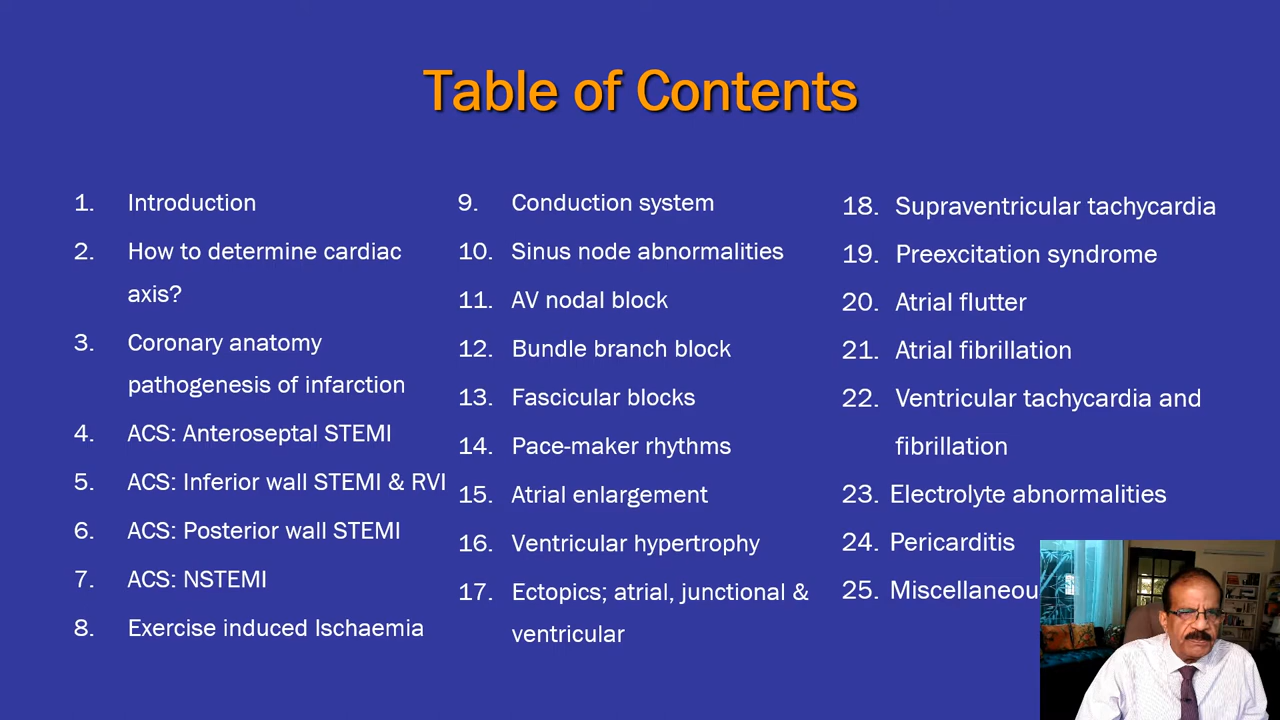 Table of Contents
1. Introduction
2. How to determine cardiac
axis?
3. Coronary anatomy
pathogenesis of infarction
4. ACS: Anteroseptal STEMI
5. ACS: Inferior wall STEMI & RVI
6. ACS: Posterior wall STEMI
7. ACS: NSTEMI
8. Exercise induced Ischaemia
9. Conduction system
10. Sinus node abnormalities
11. AV nodal block
12. Bundle branch block
13. Fascicular blocks
14. Pace-maker rhythms
15. Atrial enlargement
16. Ventricular hypertrophy
17. Ectopics; atrial, junctional &
ventricular
18. Supraventricular tachycardia
19. Preexcitation syndrome
20. Atrial flutter
21. Atrial fibrillation
22. Ventricular tachycardia and
fibrillation
23. Electrolyte abnormalities
24. Pericarditis
25. Miscellaneou